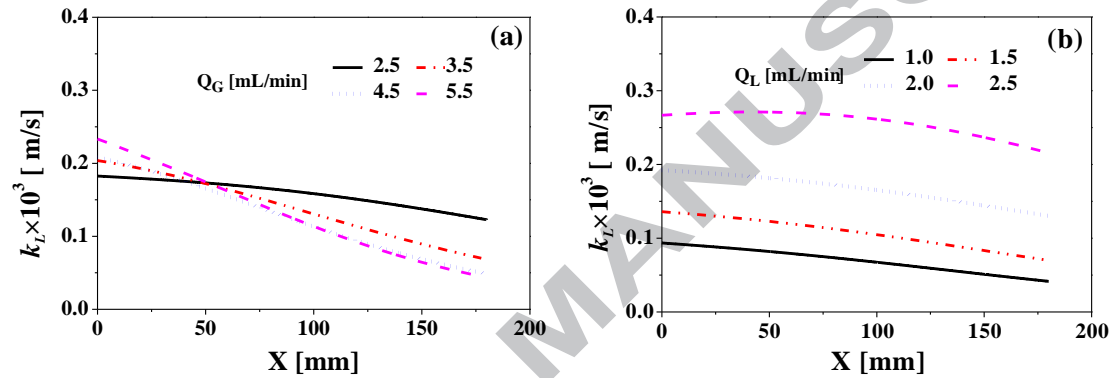 (a)
Q_G [mL/min]
2.5 3.5
4.5 5.5
k_L×10^3 [ m/s]
0.4
0.3
0.2
0.1
0.0
0 50 100 150 200
X [mm]
(b)
Q_L [mL/min]
1.0 1.5
2.0 2.5
k_L×10^3 [ m/s]
0.4
0.3
0.2
0.1
0.0
0 50 100 150 200
X [mm]
MANUS